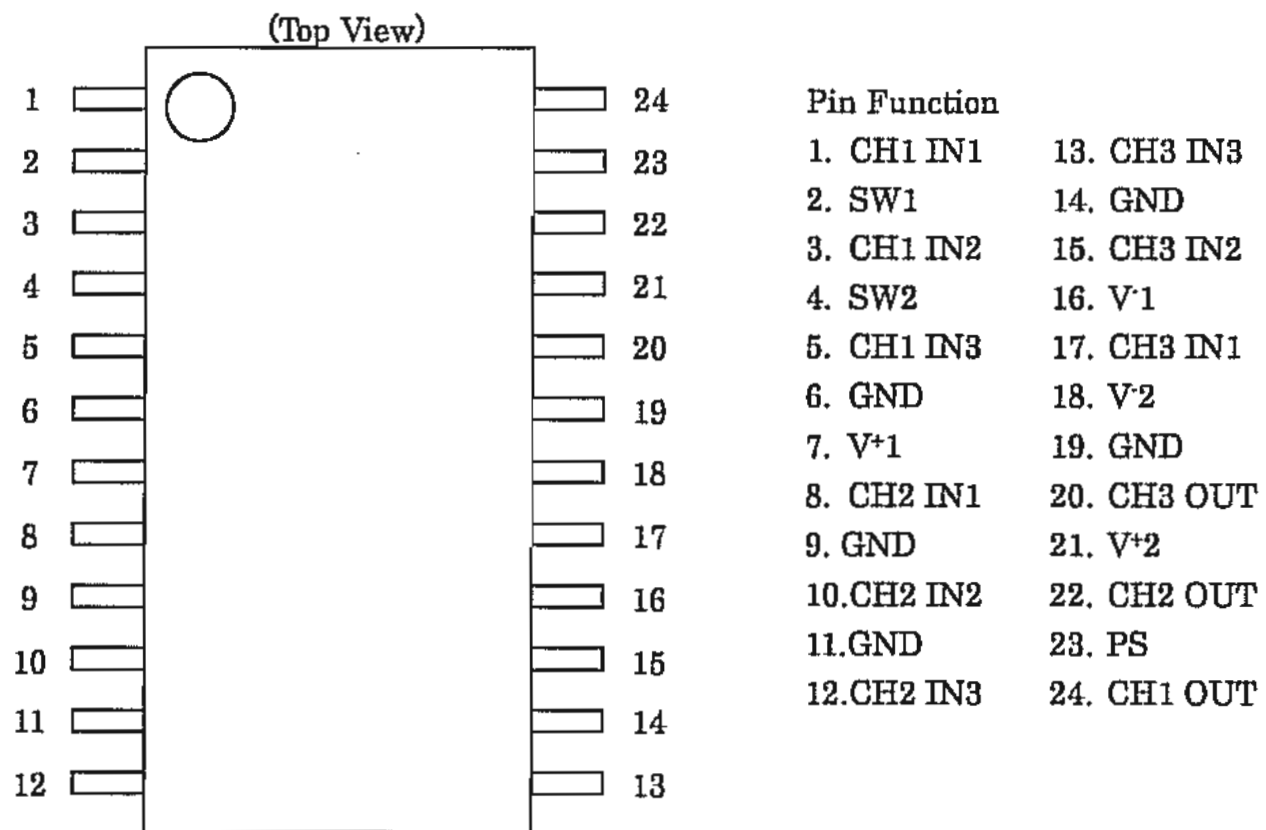 (Top View)
1 24
2 23
3 22
4 21
5 20
6 19
7 18
8 17
9 16
10 15
11 14
12 13
Pin Function
1. CH1 IN1 13. CH3 IN3
2. SW1 14. GND
3. CH1 IN2 15. CH3 IN2
4. SW2 16. V-1
5. CH1 IN3 17. CH3 IN1
6. GND 18. V-2
7. V+1 19. GND
8. CH2 IN1 20. CH3 OUT
9. GND 21. V+2
10.CH2 IN2 22. CH2 OUT
11.GND 23. PS
12.CH2 IN3 24. CH1 OUT